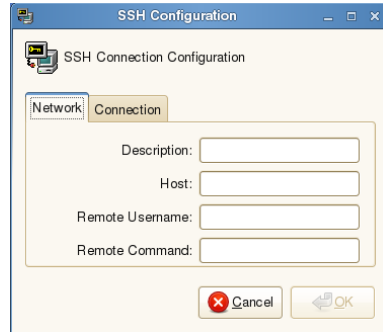 SSH Configuration
SSH Connection Configuration
Network Connection
Description:
Host:
Remote Username:
Remote Command:
Cancel OK